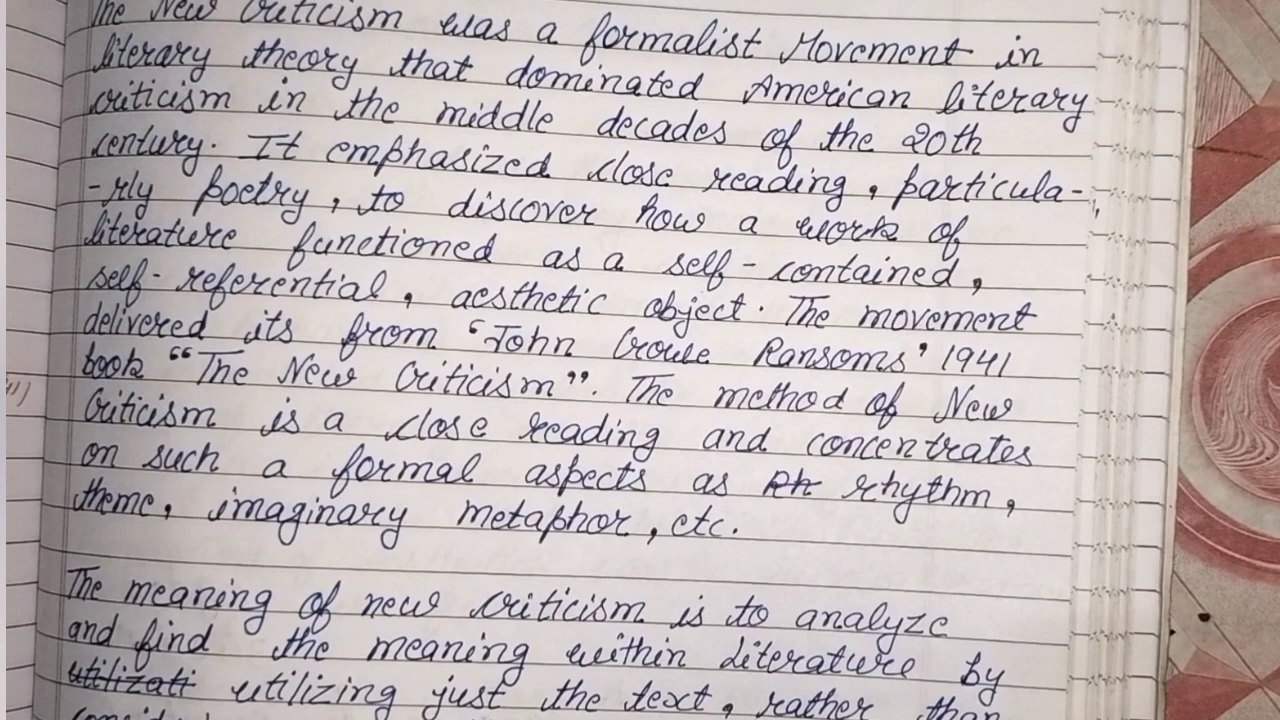 The New Criticism was a formalist Movement in
literary theory that dominated American literary
criticism in the middle decades of the 20th
century. It emphasized close reading, particula-
-rly poetry, to discover how a work of
literature functioned as a self-contained,
self-referential, aesthetic object. The movement
delivered its from 'John Crowe Ransoms' 1941
book "The New Criticism". The method of New
Criticism is a close reading and concentrates
on such a formal aspects as Rh rhythm,
theme, imaginary metaphor, etc.
The meaning of new criticism is to analyze
and find the meaning within literature by
utilizati utilizing just the text, rather than